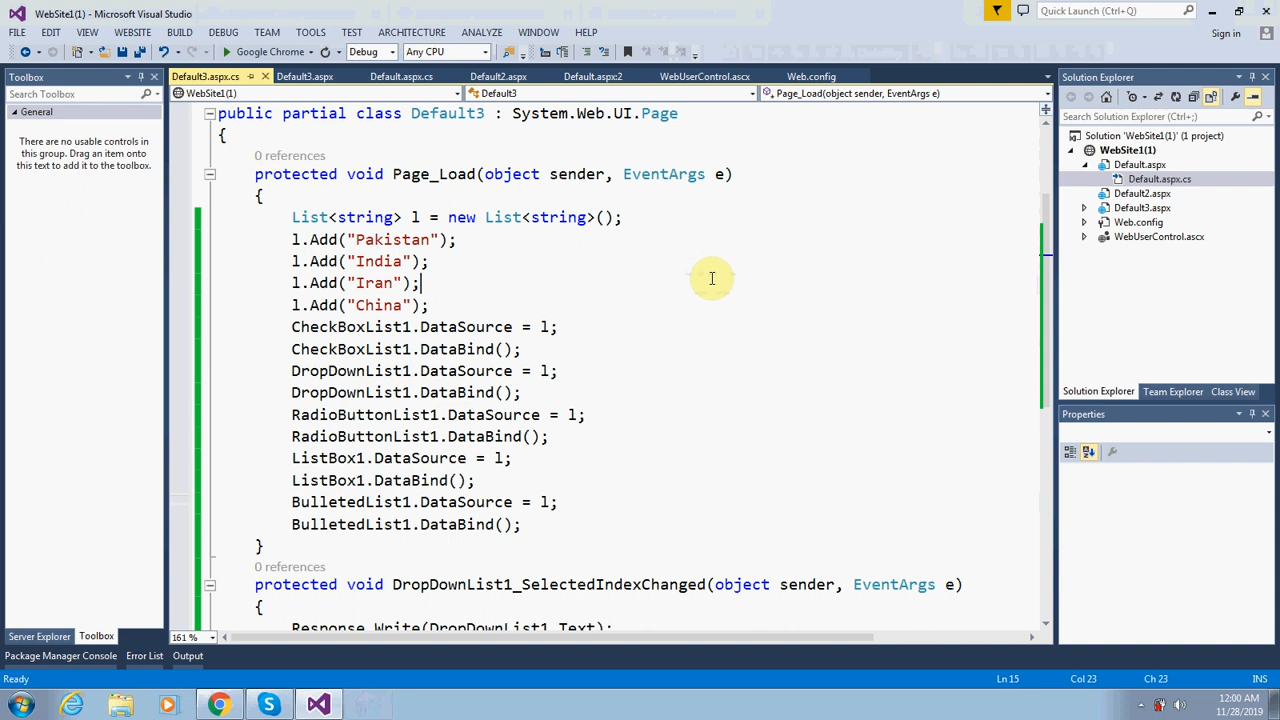 WebSite1(1) - Microsoft Visual Studio
Quick Launch (Ctrl+Q)
FILE EDIT VIEW WEBSITE BUILD DEBUG TEAM TOOLS TEST ARCHITECTURE ANALYZE WINDOW HELP
Sign in
Google Chrome Debug Any CPU
Toolbox
Search Toolbox
General
There are no usable controls in
this group. Drag an item onto
this text to add it to the toolbox.
Server Explorer Toolbox
Default3.aspx.cs Default3.aspx Default.aspx.cs Default2.aspx Default.aspx2 WebUserControl.ascx Web.config
WebSite1(1) Default3 Page_Load(object sender, EventArgs e)
public partial class Default3 : System.Web.UI.Page
{
0 references
protected void Page_Load(object sender, EventArgs e)
{
List<string> l = new List<string>();
l.Add("Pakistan");
l.Add("India");
l.Add("Iran");
l.Add("China");
CheckBoxList1.DataSource = l;
CheckBoxList1.DataBind();
DropDownList1.DataSource = l;
DropDownList1.DataBind();
RadioButtonList1.DataSource = l;
RadioButtonList1.DataBind();
ListBox1.DataSource = l;
ListBox1.DataBind();
BulletedList1.DataSource = l;
BulletedList1.DataBind();
}
0 references
protected void DropDownList1_SelectedIndexChanged(object sender, EventArgs e)
{
Response.Write(DropDownList1.Text);
161 %
Solution Explorer
Search Solution Explorer (Ctrl+;)
Solution 'WebSite1(1)' (1 project)
WebSite1(1)
Default.aspx
Default.aspx.cs
Default2.aspx
Default3.aspx
Web.config
WebUserControl.ascx
Solution Explorer Team Explorer Class View
Properties
Package Manager Console Error List Output
Ready Ln 15 Col 23 Ch 23 INS
12:00 AM
11/28/2019